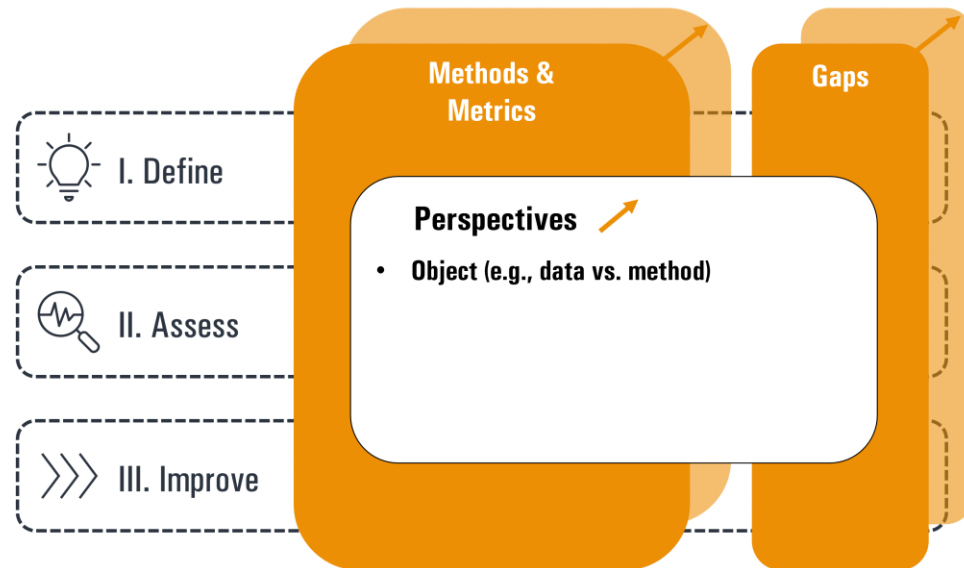 Methods &
Metrics
Gaps
I. Define
Perspectives
• Object (e.g., data vs. method)
II. Assess
III. Improve